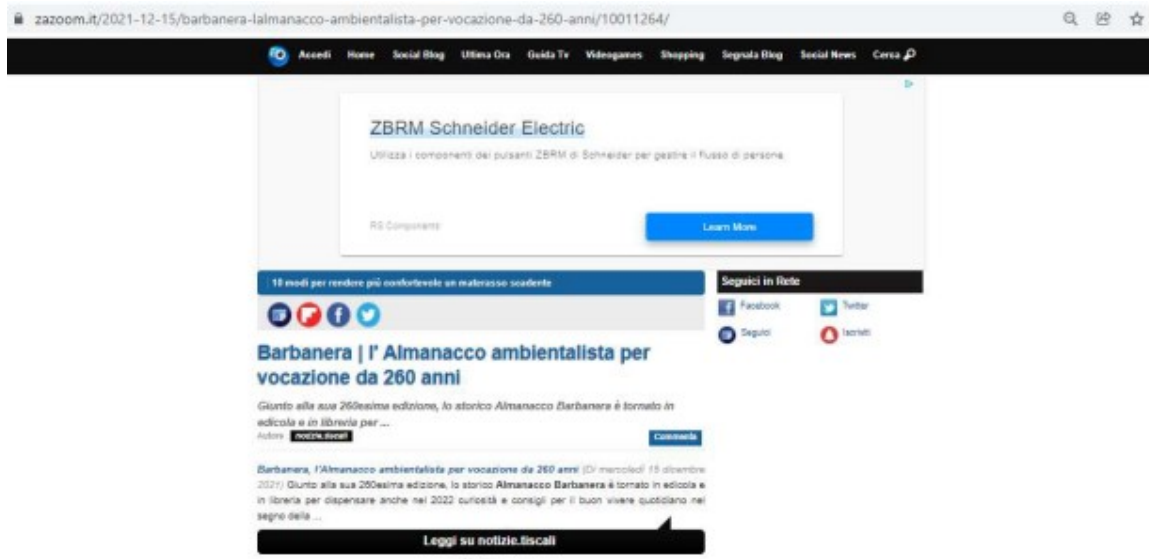 zazoom.it/2021-12-15/barbanera-lalmanacco-ambientalista-per-vocazione-da-260-anni/10011264/
Accedi Home Social Blog Ultima Ora Guida Tv Videogames Shopping Segnala Blog Social News Cerca
ZBRM Schneider Electric
Utilizza i componenti dei pulsanti ZBRM di Schneider per gestire il flusso di persone
RS Components
Learn More
10 modi per rendere più confortevole un materasso scadente
Seguici in Rete
Facebook Twitter
Seguici Iscriviti
Barbanera | l' Almanacco ambientalista per
vocazione da 260 anni
Giunto alla sua 260esima edizione, lo storico Almanacco Barbanera è tornato in
edicola e in libreria per ...
Autore notizie.tiscali
Commenta
Barbanera, l'Almanacco ambientalista per vocazione da 260 anni (Di mercoledì 15 dicembre
2021) Giunto alla sua 260esima edizione, lo storico Almanacco Barbanera è tornato in edicola e
in libreria per dispensare anche nel 2022 curiosità e consigli per il buon vivere quotidiano nel
segno della ...
Leggi su notizie.tiscali